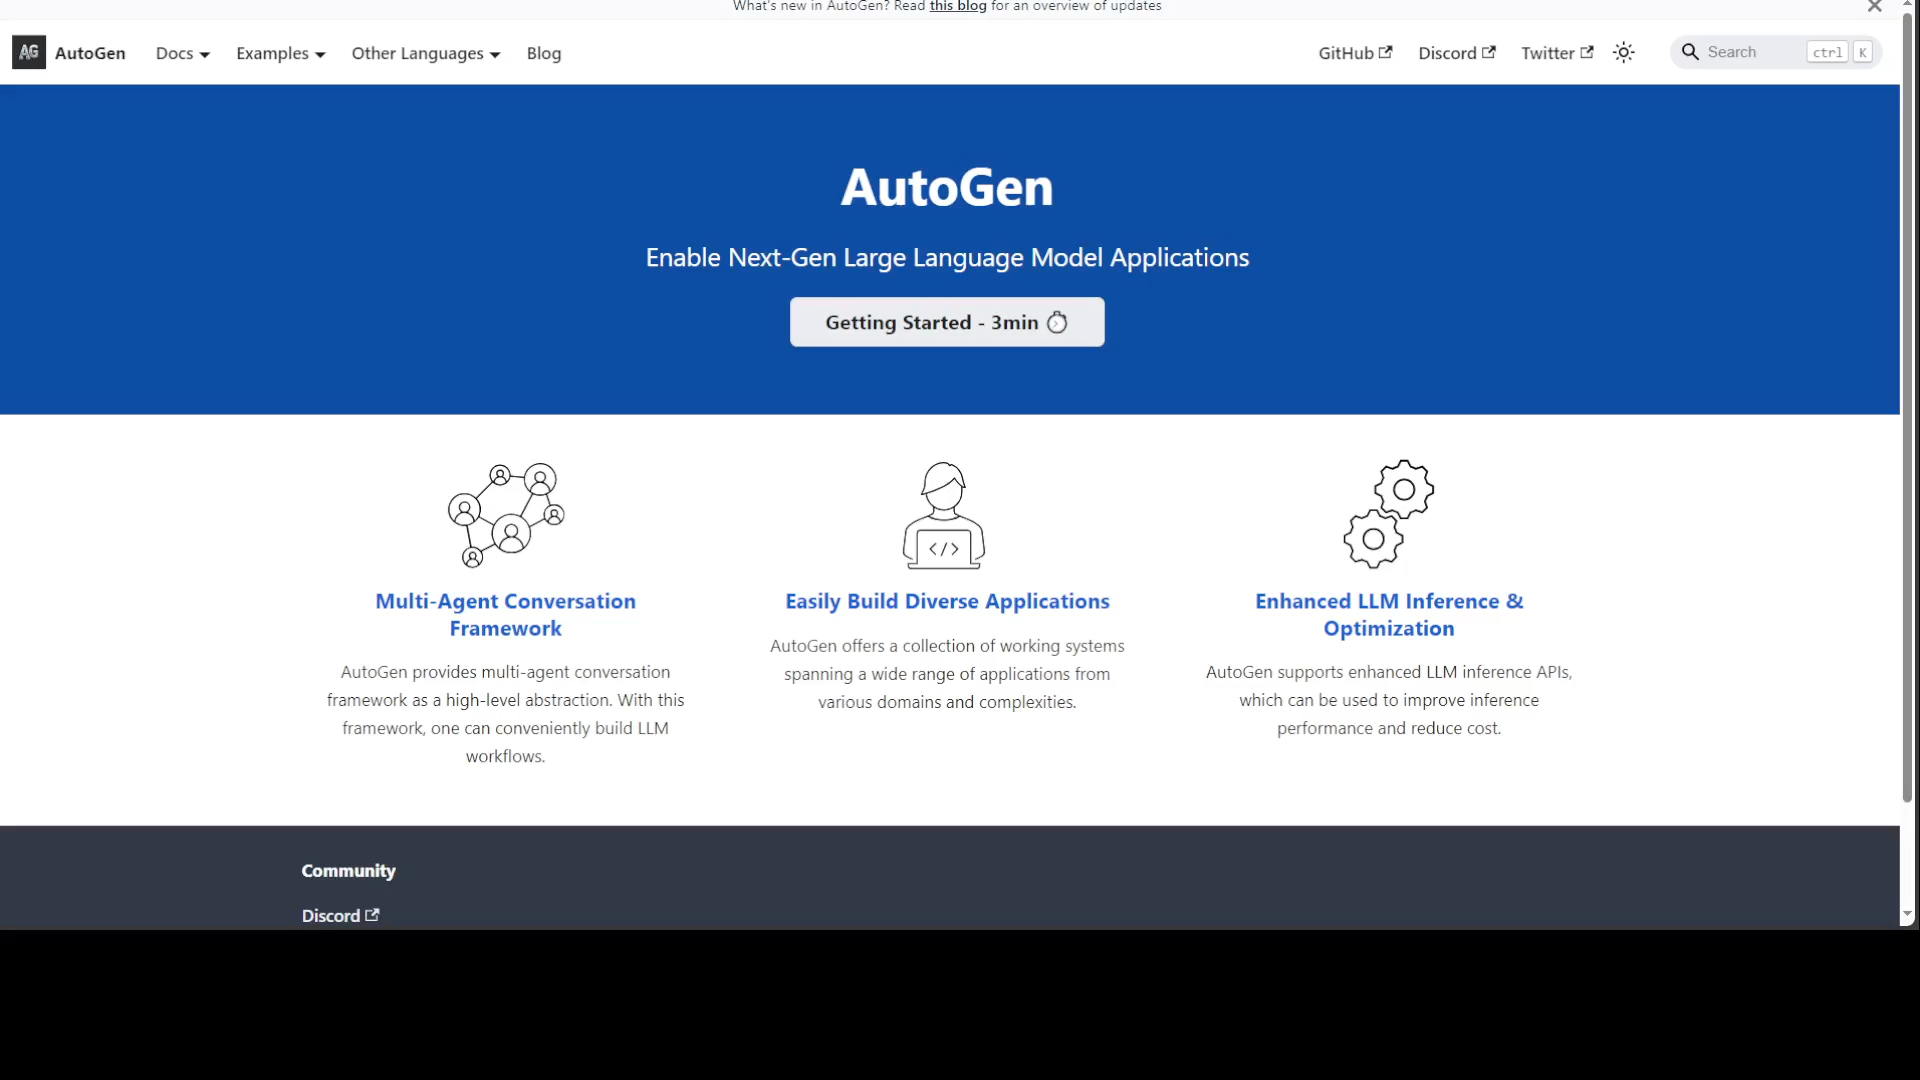 What's new in AutoGen? Read this blog for an overview of updates
AG AutoGen Docs Examples Other Languages Blog GitHub Discord Twitter Search ctrl K
AutoGen
Enable Next-Gen Large Language Model Applications
Getting Started - 3min
</>
Multi-Agent Conversation
Framework
AutoGen provides multi-agent conversation
framework as a high-level abstraction. With this
framework, one can conveniently build LLM
workflows.
Easily Build Diverse Applications
AutoGen offers a collection of working systems
spanning a wide range of applications from
various domains and complexities.
Enhanced LLM Inference &
Optimization
AutoGen supports enhanced LLM inference APIs,
which can be used to improve inference
performance and reduce cost.
Community
Discord